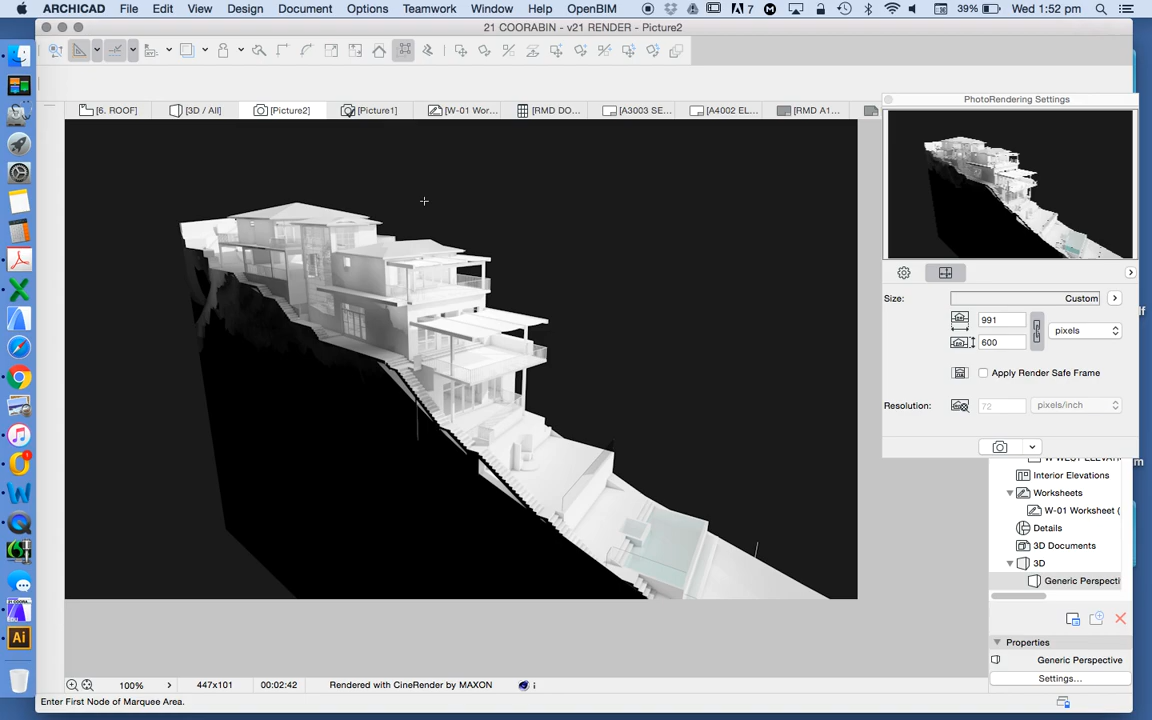 ARCHICAD File Edit View Design Document Options Teamwork Window Help OpenBIM 7 39% Wed 1:52 pm
21 COORABIN - v21 RENDER - Picture2
[6. ROOF] [3D / All] [Picture2] [Picture1] [W-01 Wor... [RMD DO... [A3003 SE... [A4002 EL... [RMD A1...
PhotoRendering Settings
Size: Custom
991
600
pixels
Apply Render Safe Frame
Resolution: 72 pixels/inch
Interior Elevations
Worksheets
W-01 Worksheet (
Details
3D Documents
3D
Generic Perspecti
Properties
Generic Perspective
Settings...
100% 447x101 00:02:42 Rendered with CineRender by MAXON i
Enter First Node of Marquee Area.
Ai